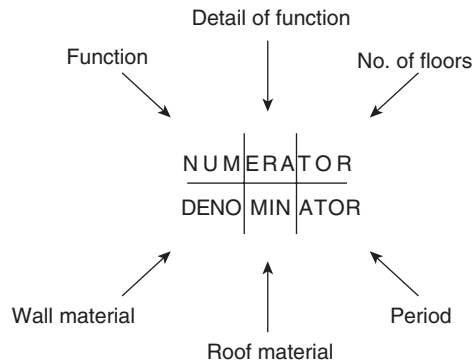 Detail of function
Function
No. of floors
NUMERATOR
DENOMINATOR
Wall material
Period
Roof material